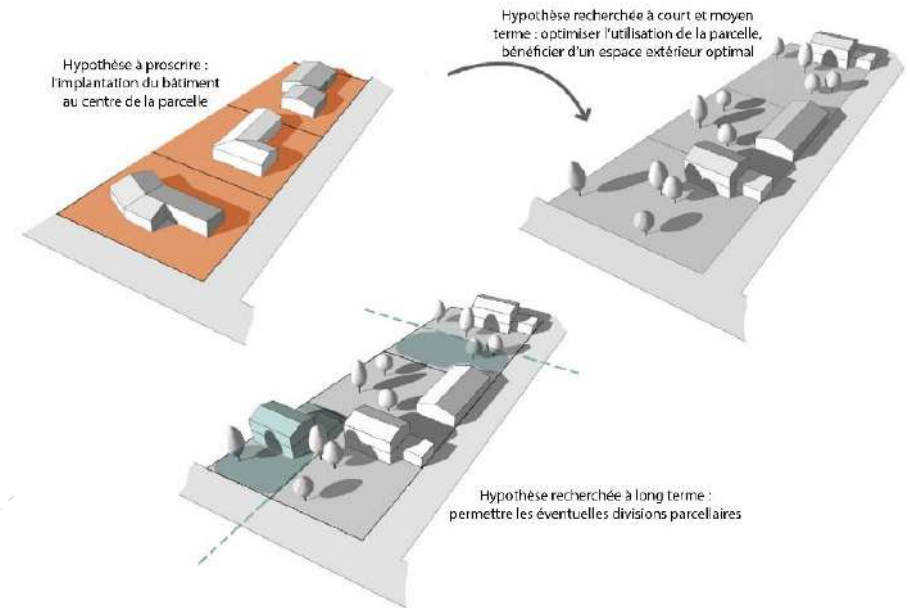 Hypothèse à proscrire :
l'implantation du bâtiment
au centre de la parcelle
Hypothèse recherchée à court et moyen
terme : optimiser l'utilisation de la parcelle,
bénéficier d'un espace extérieur optimal
Hypothèse recherchée à long terme :
permettre les éventuelles divisions parcellaires